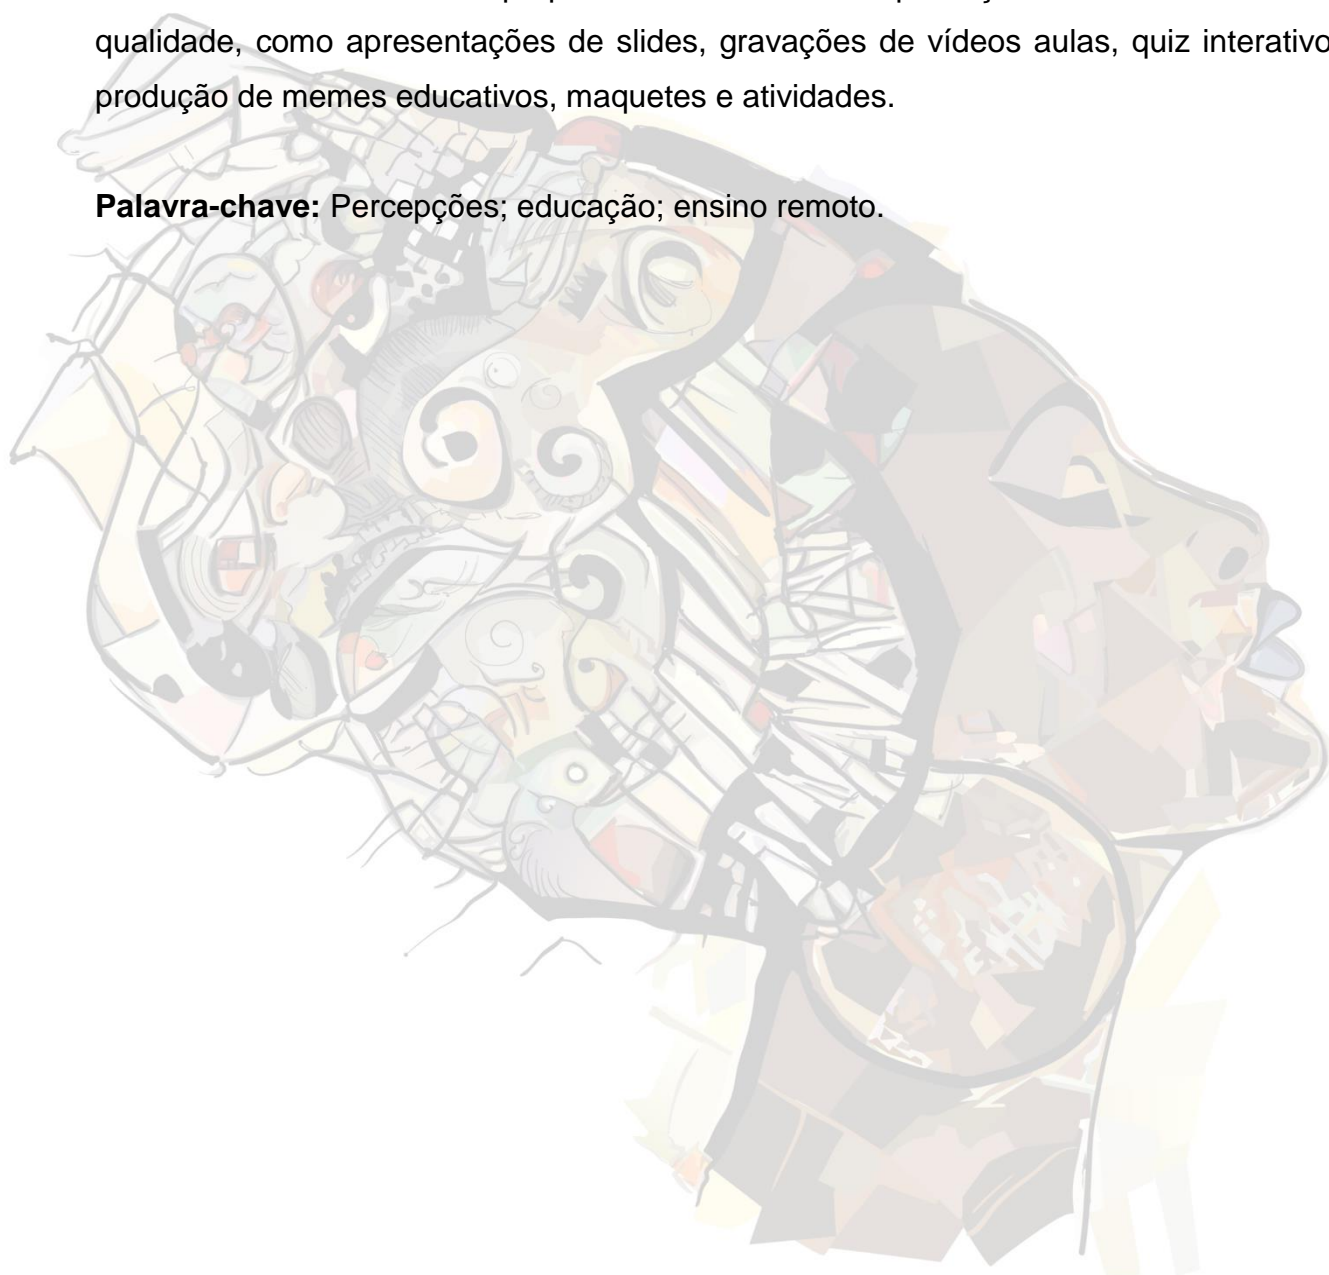 qualidade, como apresentações de slides, gravações de vídeos aulas, quiz interativo
produção de memes educativos, maquetes e atividades.
Palavra-chave: Percepções; educação; ensino remoto.